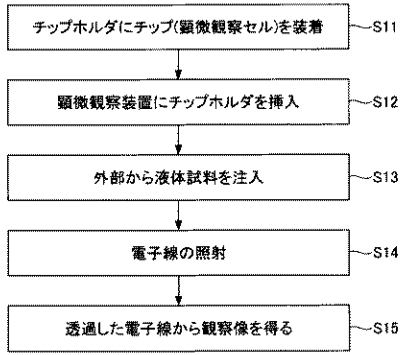 チップホルダにチップ(顕微観察セル)を装着
S11
顕微観察装置にチップホルダを挿入
S12
外部から液体試料を注入
S13
電子線の照射
S14
透過した電子線から観察像を得る
S15